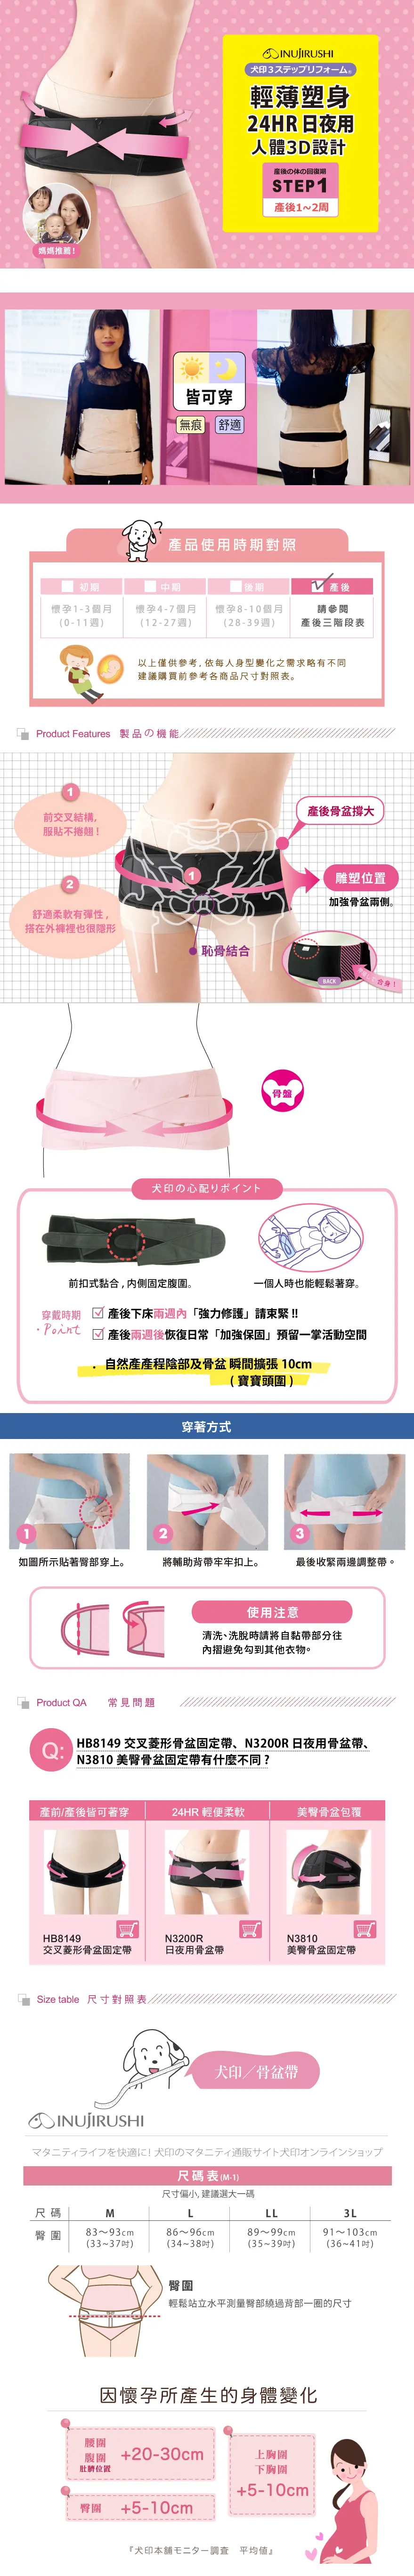 INUJIRUSHI
犬印3ステップリフォーム®
輕薄塑身
24HR 日夜用
人體3D設計
産後の体の回復期
STEP1
產後1~2周
媽媽推薦!
皆可穿
無痕 舒適
產品使用時期對照
初期 中期 後期 產後
懷孕1-3個月 懷孕4-7個月 懷孕8-10個月 請參閱
(0-11週) (12-27週) (28-39週) 產後三階段表
以上僅供參考,依每人身型變化之需求略有不同
建議購買前參考各商品尺寸對照表。
Product Features 製品の機能
1
前交叉結構,
服貼不捲翹!
2
舒適柔軟有彈性,
搭在外褲裡也很隱形
1
產後骨盆撐大
雕塑位置
加強骨盆兩側。
恥骨結合
BACK
自身!
骨盤
犬印の心配りポイント
前扣式黏合,內側固定腹圍。
一個人時也能輕鬆著穿。
穿戴時期
・Point
產後下床兩週內「強力修護」請束緊!!
產後兩週後恢復日常「加強保固」預留一掌活動空間
自然產產程陰部及骨盆 瞬間擴張 10cm
(寶寶頭圍)
穿著方式
1
2
3
如圖所示貼著臀部穿上。
將輔助背帶牢牢扣上。
最後收緊兩邊調整帶。
使用注意
清洗、洗脫時請將自黏帶部分往
內摺避免勾到其他衣物。
Product QA 常見問題
Q:
HB8149 交叉菱形骨盆固定帶、N3200R 日夜用骨盆帶、
N3810 美臀骨盆固定帶有什麼不同?
產前/產後皆可著穿 24HR 輕便柔軟 美臀骨盆包覆
HB8149 N3200R N3810
交叉菱形骨盆固定帶 日夜用骨盆帶 美臀骨盆固定帶
Size table 尺寸對照表
犬印/骨盆帶
INUJIRUSHI
マタニティライフを快適に! 犬印のマタニティ通販サイト犬印オンラインショップ
尺碼表(M-1)
尺寸偏小, 建議選大一碼
尺碼 M L LL 3L
臀圍 83〜93cm 86〜96cm 89〜99cm 91〜103cm
(33~37吋) (34~38吋) (35~39吋) (36~41吋)
臀圍
輕鬆站立水平測量臀部繞過背部一圈的尺寸
因懷孕所產生的身體變化
腰圍
腹圍
肚臍位置
+20-30cm
臀圍 +5-10cm
上胸圍
下胸圍
+5-10cm
『犬印本舗モニター調査 平均値』